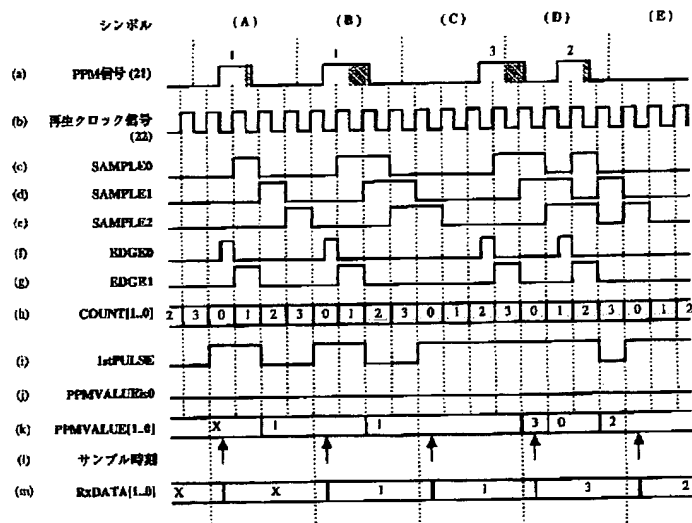 シンボル (A) (B) (C) (D) (E)
1 1 3 2
(a) PPM信号 (21)
(b) 再生クロック信号
(22)
(c) SAMPLE0
(d) SAMPLE1
(e) SAMPLE2
(f) EDGE0
(g) EDGE1
(h) COUNT[1..0] 2 3 0 1 2 3 0 1 2 3 0 1 2 3 0 1 2 3 0 1 2
(i) 1stPULSE
(j) PPMVALUEis0
(k) PPMVALUE[1..0] X 1 1 3 0 2
(l) サンプル時刻
(m) RxDATA[1..0] X X 1 1 3 2